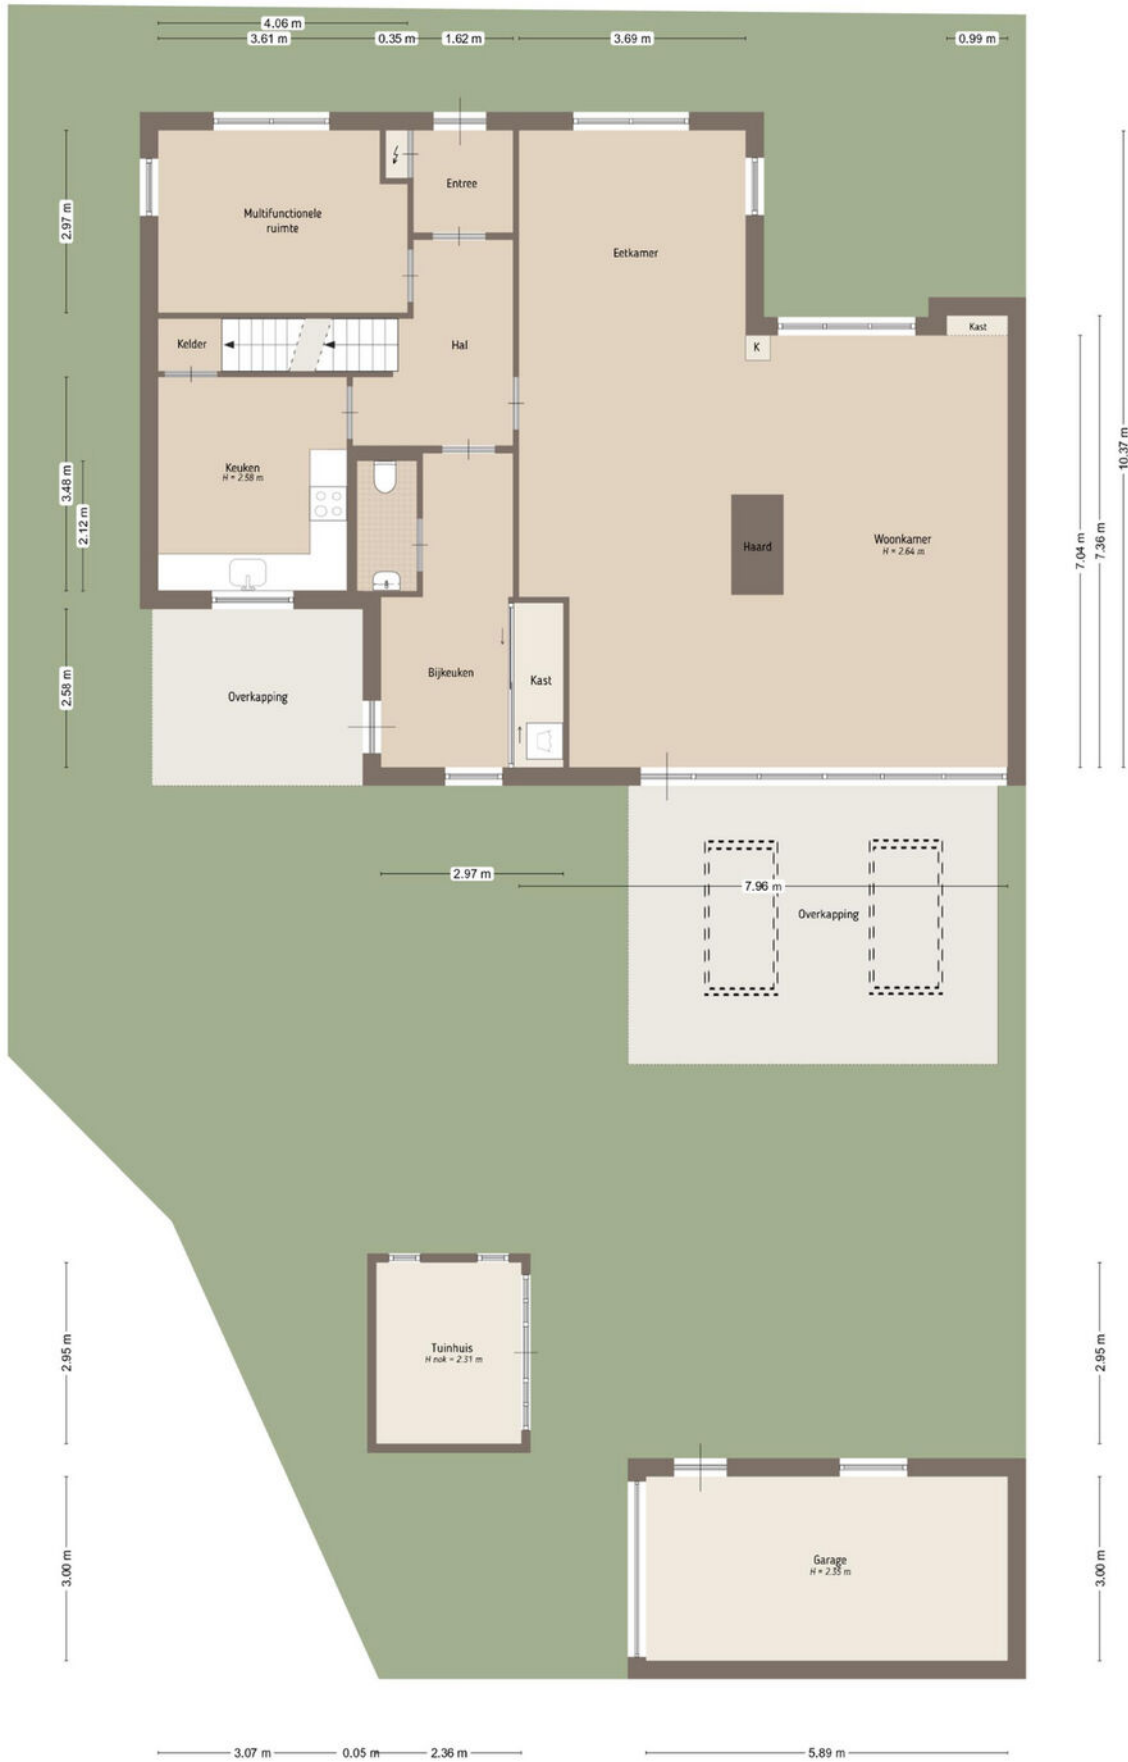 4.06 m
3.61 m
0.35 m
1.62 m
3.69 m
0.99 m
Multifunctionele
ruimte
Entree
Eetkamer
2.97 m
Kelder
Hal
K
Kast
Keuken
H = 2.58 m
3.48 m
2.12 m
Haard
Woonkamer
H = 2.64 m
7.04 m
7.36 m
10.37 m
Overkapping
2.58 m
Bijkeuken
Kast
2.97 m
7.96 m
Overkapping
Tuinhuis
H nok = 2.31 m
2.95 m
2.95 m
Garage
H = 2.35 m
3.00 m
3.00 m
3.07 m
0.05 m
2.36 m
5.89 m